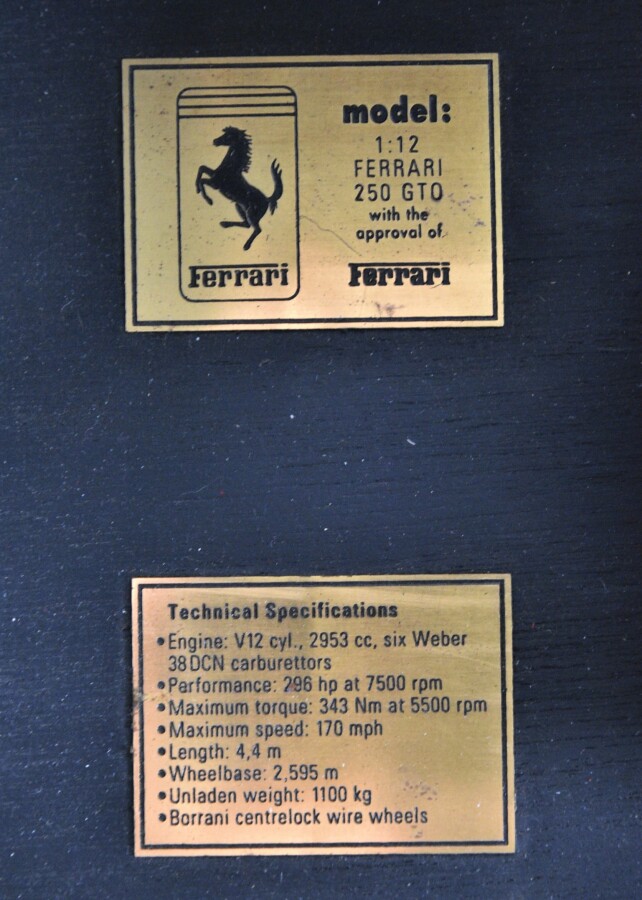 model:
1:12
FERRARI
250 GTO
with the
approval of
Ferrari
Ferrari
Technical Specifications
•Engine: V12 cyl., 2953 cc, six Weber
38DCN carburettors
•Performance: 296 hp at 7500 rpm
•Maximum torque: 343 Nm at 5500 rpm
•Maximum speed: 170 mph
•Length: 4,4 m
•Wheelbase: 2,595 m
•Unladen weight: 1100 kg
•Borrani centrelock wire wheels